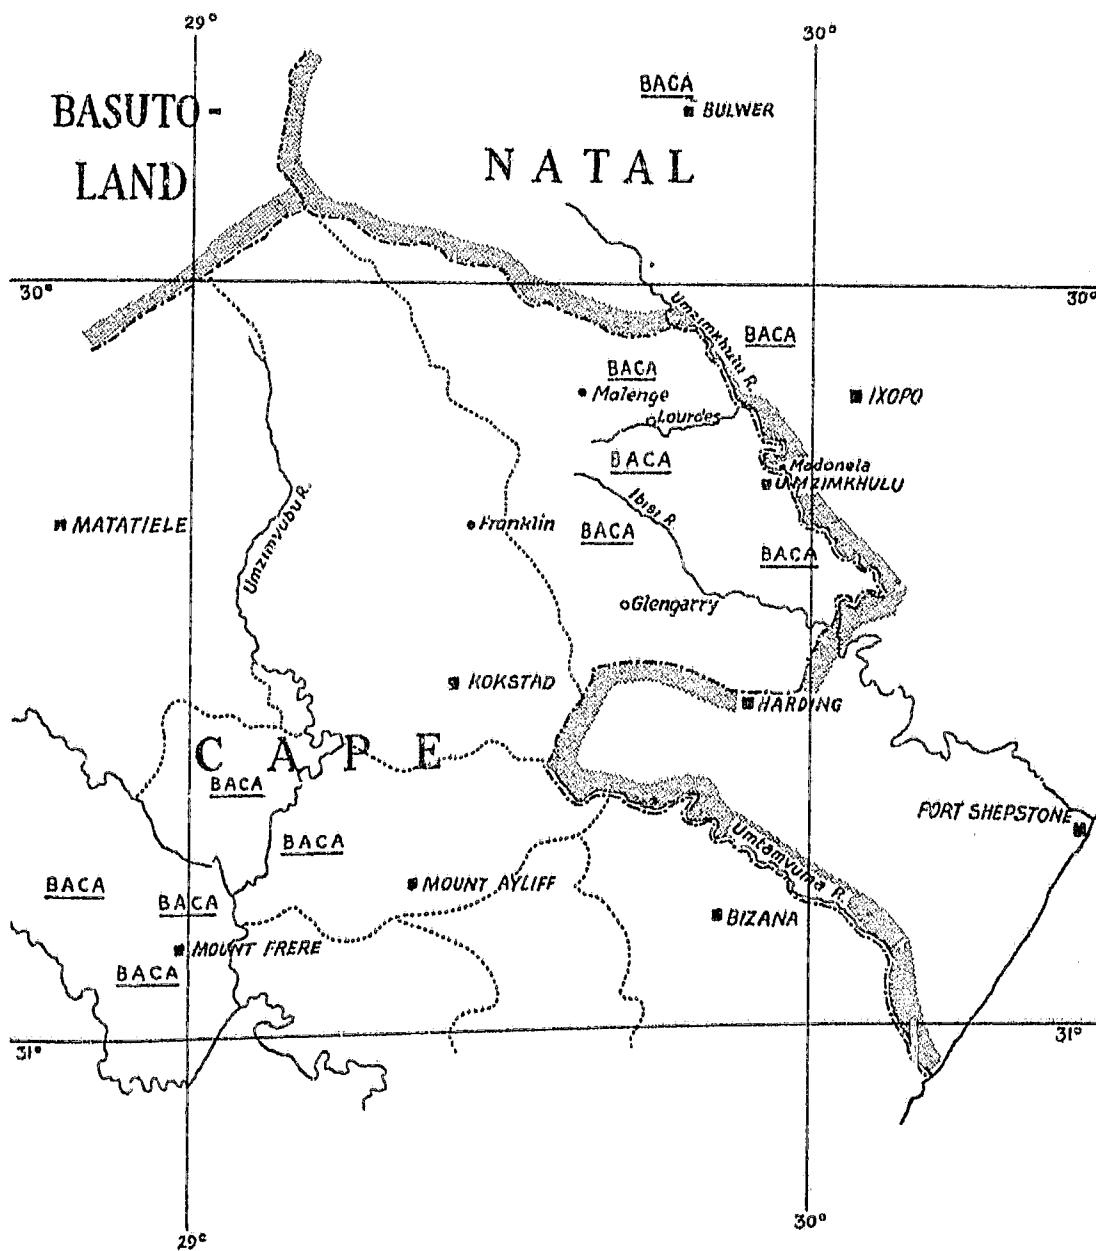 29°
30°
BACA
BULWER
BASUTO-
LAND
NATAL
30°
30°
Umzimkhulu R.
BACA
BACA
Malenge
IXOPO
Lourdes
BACA
Madonela
UMZIMKHULU
Ibisi R.
MATATIELE
Umzimvubu R.
Franklin
BACA
BACA
Glengarry
KOKSTAD
HARDING
CAPE
BACA
PORT SHEPSTONE
BACA
Umtamvuma R.
BACA
BACA
MOUNT AYLIFF
BIZANA
MOUNT FRERE
BACA
31°
31°
30°
29°